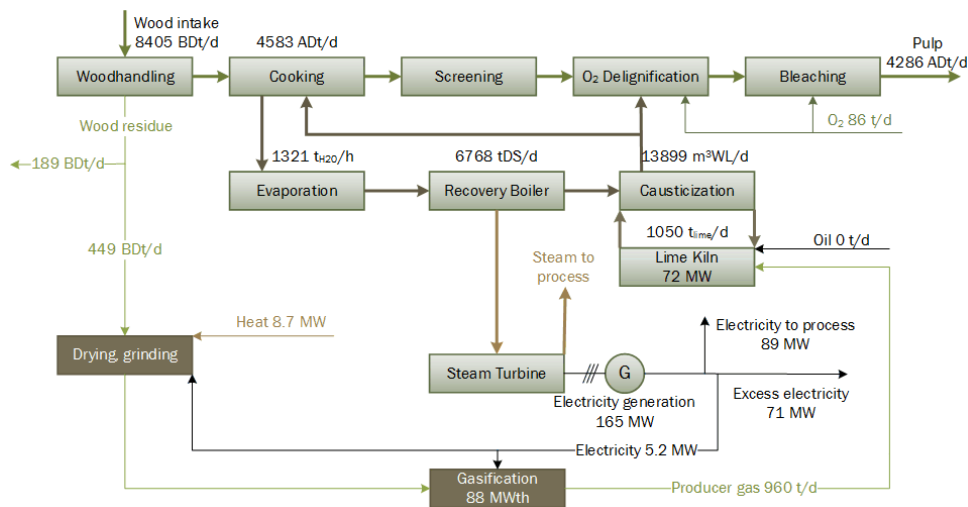 Wood intake
8405 BDt/d
4583 ADt/d
Pulp
4286 ADt/d
Woodhandling
Cooking
Screening
O₂ Delignification
Bleaching
Wood residue
O₂ 86 t/d
189 BDt/d
1321 tH2O/h
6768 tDS/d
13899 m³WL/d
Evaporation
Recovery Boiler
Causticization
449 BDt/d
1050 tlime/d
Oil 0 t/d
Lime Kiln
72 MW
Steam to
process
Heat 8.7 MW
Drying, grinding
Electricity to process
89 MW
Steam Turbine
G
Electricity generation
165 MW
Excess electricity
71 MW
Electricity 5.2 MW
Gasification
88 MWth
Producer gas 960 t/d